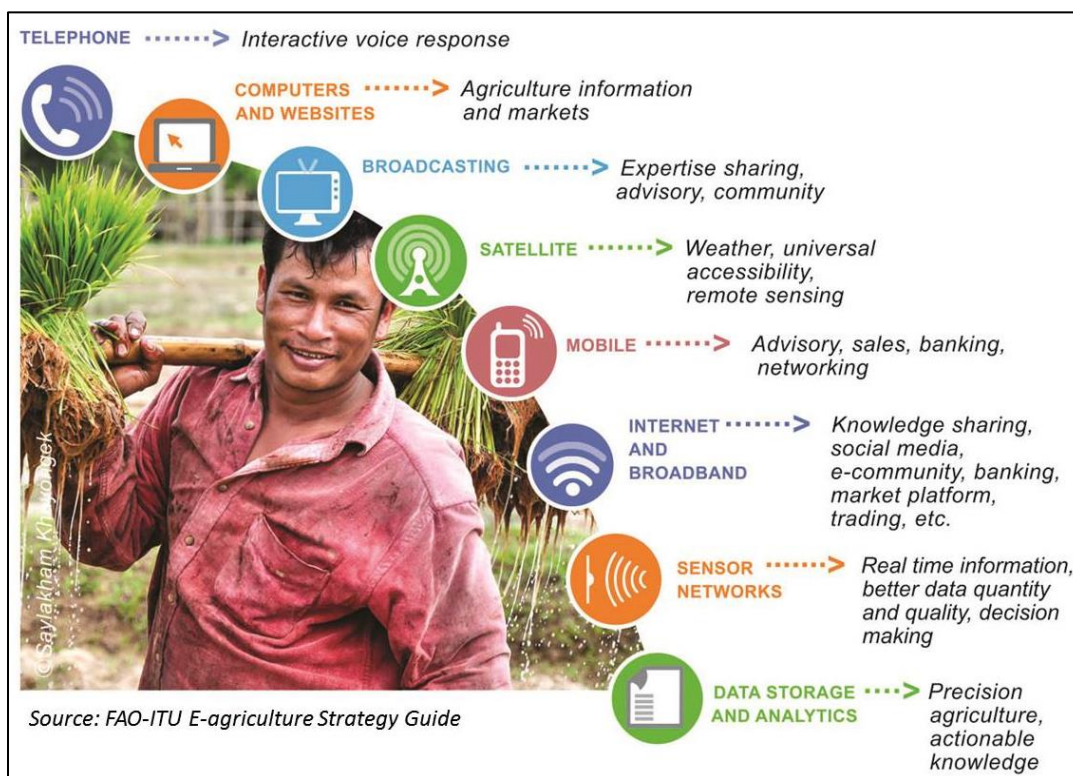 TELEPHONE Interactive voice response
COMPUTERS AND WEBSITES Agriculture information
and markets
BROADCASTING Expertise sharing,
advisory, community
SATELLITE Weather, universal
accessibility,
remote sensing
MOBILE Advisory, sales, banking,
networking
INTERNET AND BROADBAND Knowledge sharing,
social media,
e-community, banking,
market platform,
trading, etc.
SENSOR NETWORKS Real time information,
better data quantity
and quality, decision
making
DATA STORAGE AND ANALYTICS Precision
agriculture,
actionable
knowledge
Source: FAO-ITU E-agriculture Strategy Guide